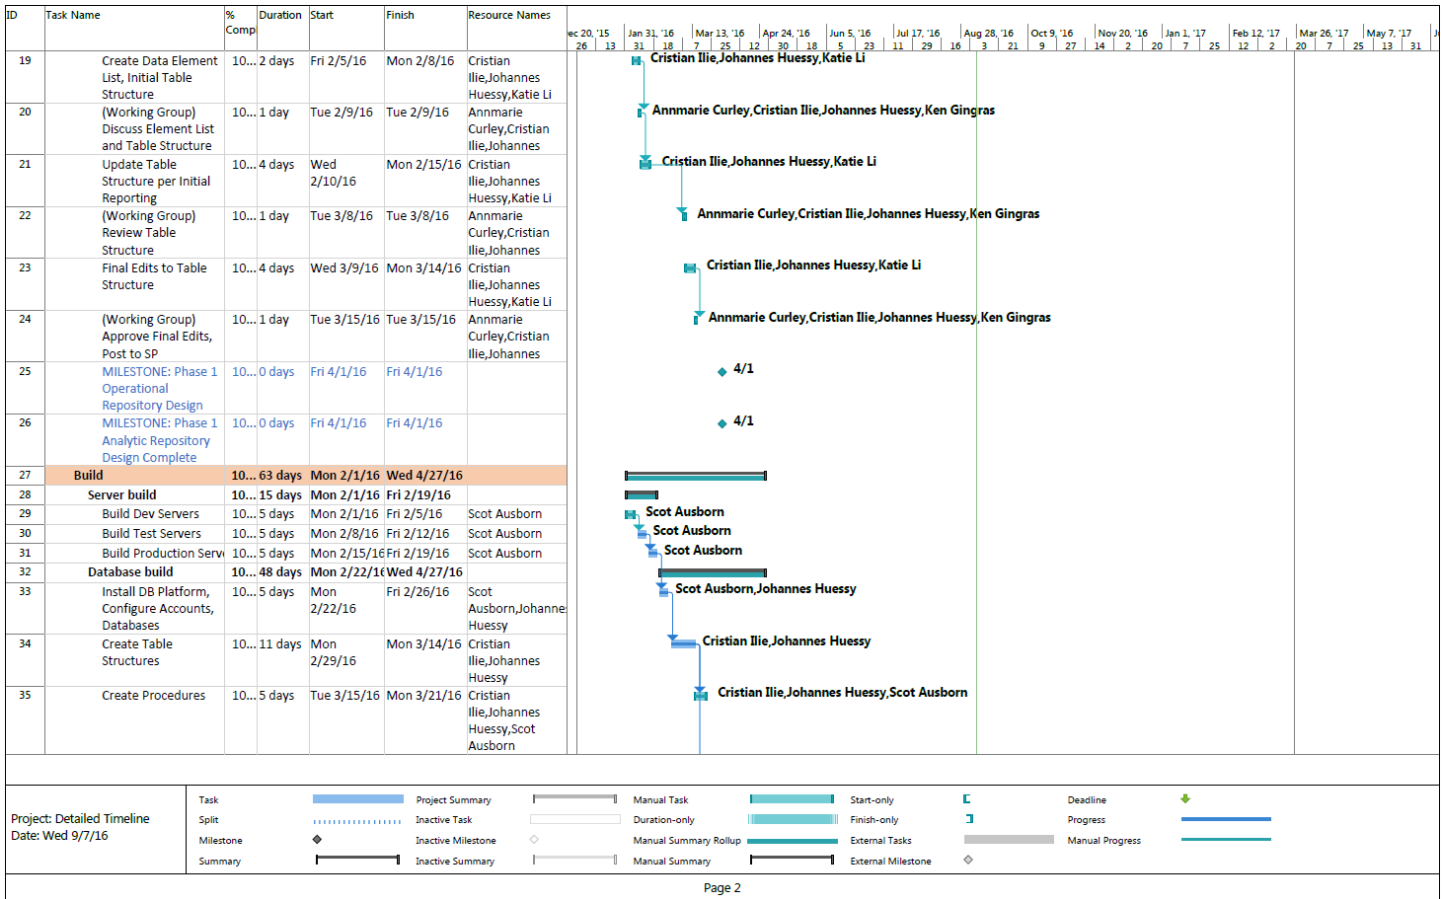 ID Task Name % Compl Duration Start Finish Resource Names
ec 20, '15 Jan 31, '16 Mar 13, '16 Apr 24, '16 Jun 5, '16 Jul 17, '16 Aug 28, '16 Oct 9, '16 Nov 20, '16 Jan 1, '17 Feb 12, '17 Mar 26, '17 May 7, '17
26 13 31 18 7 25 12 30 18 5 23 11 29 16 3 21 9 27 14 2 20 7 25 12 2 20 7 25 13 31
19 Create Data Element 10... 2 days Fri 2/5/16 Mon 2/8/16 Cristian
List, Initial Table Ilie,Johannes
Structure Huessy,Katie Li
Cristian Ilie,Johannes Huessy,Katie Li
20 (Working Group) 10... 1 day Tue 2/9/16 Tue 2/9/16 Annmarie
Discuss Element List Curley,Cristian
and Table Structure Ilie,Johannes
Annmarie Curley,Cristian Ilie,Johannes Huessy,Ken Gingras
21 Update Table 10... 4 days Wed Mon 2/15/16 Cristian
Structure per Initial 2/10/16 Ilie,Johannes
Reporting Huessy,Katie Li
Cristian Ilie,Johannes Huessy,Katie Li
22 (Working Group) 10... 1 day Tue 3/8/16 Tue 3/8/16 Annmarie
Review Table Curley,Cristian
Structure Ilie,Johannes
Annmarie Curley,Cristian Ilie,Johannes Huessy,Ken Gingras
23 Final Edits to Table 10... 4 days Wed 3/9/16 Mon 3/14/16 Cristian
Structure Ilie,Johannes
Huessy,Katie Li
Cristian Ilie,Johannes Huessy,Katie Li
24 (Working Group) 10... 1 day Tue 3/15/16 Tue 3/15/16 Annmarie
Approve Final Edits, Curley,Cristian
Post to SP Ilie,Johannes
Annmarie Curley,Cristian Ilie,Johannes Huessy,Ken Gingras
25 MILESTONE: Phase 1 10... 0 days Fri 4/1/16 Fri 4/1/16 4/1
Operational
Repository Design
26 MILESTONE: Phase 1 10... 0 days Fri 4/1/16 Fri 4/1/16 4/1
Analytic Repository
Design Complete
27 Build 10... 63 days Mon 2/1/16 Wed 4/27/16
28 Server build 10... 15 days Mon 2/1/16 Fri 2/19/16
29 Build Dev Servers 10... 5 days Mon 2/1/16 Fri 2/5/16 Scot Ausborn Scot Ausborn
30 Build Test Servers 10... 5 days Mon 2/8/16 Fri 2/12/16 Scot Ausborn Scot Ausborn
31 Build Production Serv 10... 5 days Mon 2/15/16 Fri 2/19/16 Scot Ausborn Scot Ausborn
32 Database build 10... 48 days Mon 2/22/16 Wed 4/27/16
33 Install DB Platform, 10... 5 days Mon Fri 2/26/16 Scot
Configure Accounts, 2/22/16 Ausborn,Johannes
Databases Huessy
Scot Ausborn,Johannes Huessy
34 Create Table 10... 11 days Mon Mon 3/14/16 Cristian
Structures 2/29/16 Ilie,Johannes
Huessy
Cristian Ilie,Johannes Huessy
35 Create Procedures 10... 5 days Tue 3/15/16 Mon 3/21/16 Cristian
Ilie,Johannes
Huessy,Scot
Ausborn
Cristian Ilie,Johannes Huessy,Scot Ausborn
Project: Detailed Timeline
Date: Wed 9/7/16
Task Project Summary Manual Task Start-only Deadline
Split Inactive Task Duration-only Finish-only Progress
Milestone Inactive Milestone Manual Summary Rollup External Tasks Manual Progress
Summary Inactive Summary Manual Summary External Milestone
Page 2